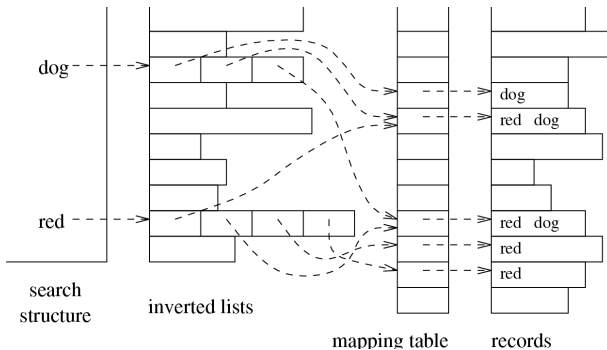 dog
dog
red dog
red
red dog
red
red
search
structure
inverted lists
mapping table
records